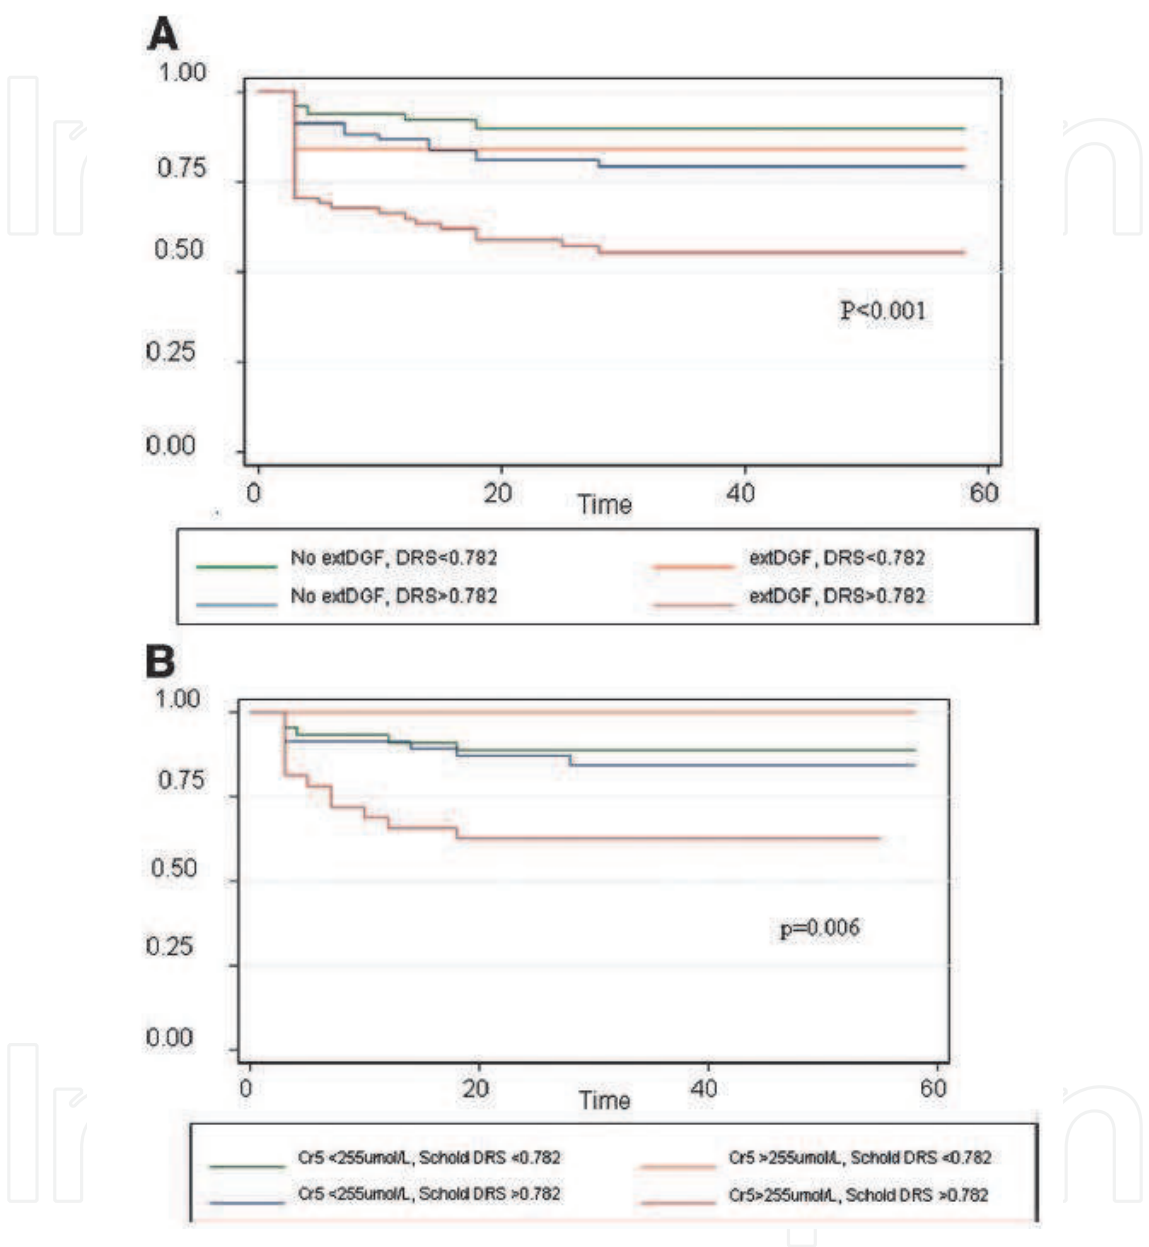 A
1.00
0.75
0.50
0.25
0.00
P<0.001
0 20 40 60
Time
No extDGF, DRS<0.782 extDGF, DRS<0.782
No extDGF, DRS>0.782 extDGF, DRS>0.782
B
1.00
0.75
0.50
0.25
0.00
p=0.006
0 20 40 60
Time
Cr5 <255umol/L, Schold DRS <0.782 Cr5 >255umol/L, Schold DRS <0.782
Cr5 <255umol/L, Schold DRS >0.782 Cr5>255umol/L, Schold DRS >0.782